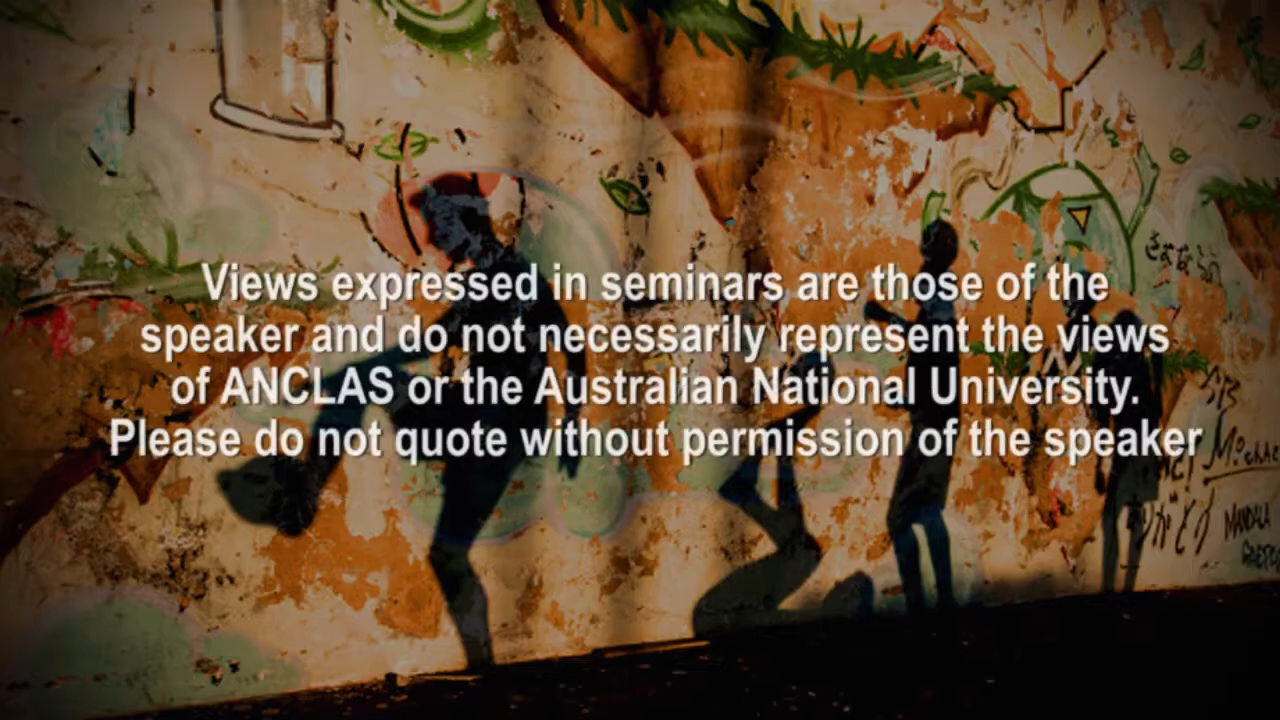 Views expressed in seminars are those of the
speaker and do not necessarily represent the views
of ANCLAS or the Australian National University.
Please do not quote without permission of the speaker
MANDALA